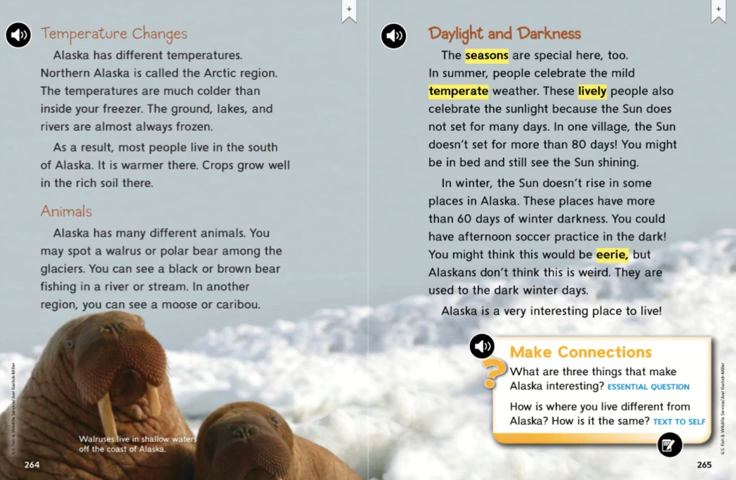 Temperature Changes
Alaska has different temperatures.
Northern Alaska is called the Arctic region.
The temperatures are much colder than
inside your freezer. The ground, lakes, and
rivers are almost always frozen.
As a result, most people live in the south
of Alaska. It is warmer there. Crops grow well
in the rich soil there.
Animals
Alaska has many different animals. You
may spot a walrus or polar bear among the
glaciers. You can see a black or brown bear
fishing in a river or stream. In another
region, you can see a moose or caribou.
Walruses live in shallow waters
off the coast of Alaska.
264
Daylight and Darkness
The seasons are special here, too.
In summer, people celebrate the mild
temperate weather. These lively people also
celebrate the sunlight because the Sun does
not set for many days. In one village, the Sun
doesn't set for more than 80 days! You might
be in bed and still see the Sun shining.
In winter, the Sun doesn't rise in some
places in Alaska. These places have more
than 60 days of winter darkness. You could
have afternoon soccer practice in the dark!
You might think this would be eerie, but
Alaskans don't think this is weird. They are
used to the dark winter days.
Alaska is a very interesting place to live!
Make Connections
What are three things that make
Alaska interesting? ESSENTIAL QUESTION
How is where you live different from
Alaska? How is it the same? TEXT TO SELF
265